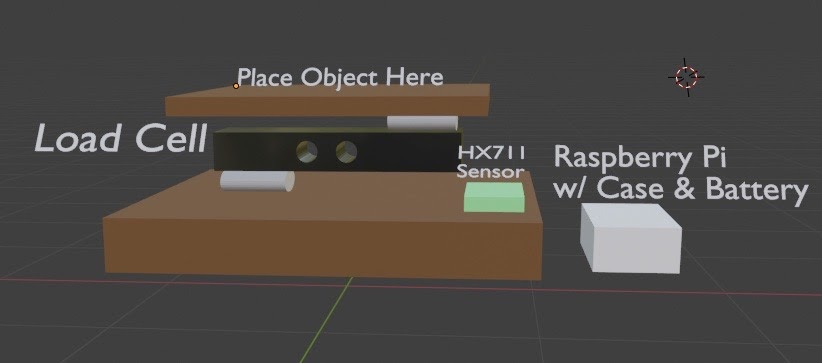 Place Object Here
Load Cell
HX711
Sensor
Raspberry Pi
w/ Case & Battery